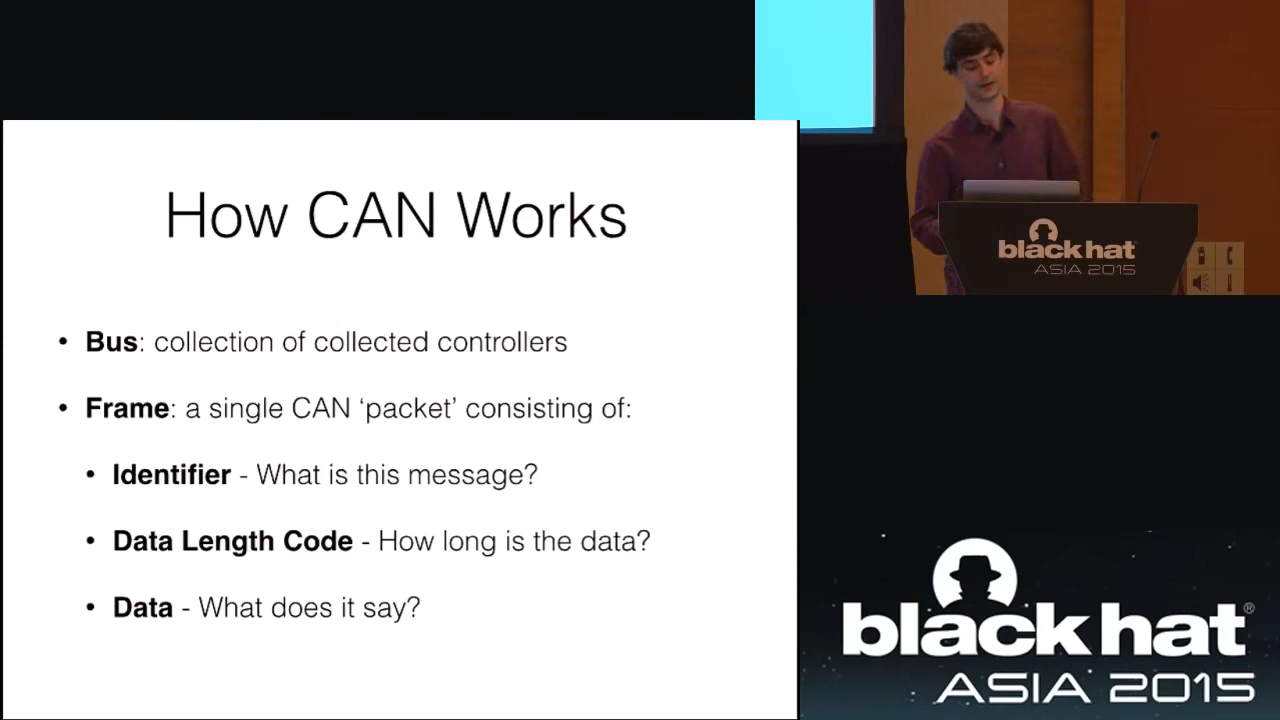 How CAN Works
• Bus: collection of collected controllers
• Frame: a single CAN ‘packet’ consisting of:
• Identifier - What is this message?
• Data Length Code - How long is the data?
• Data - What does it say?
black hat
ASIA 2015
black hat®
ASIA 2015